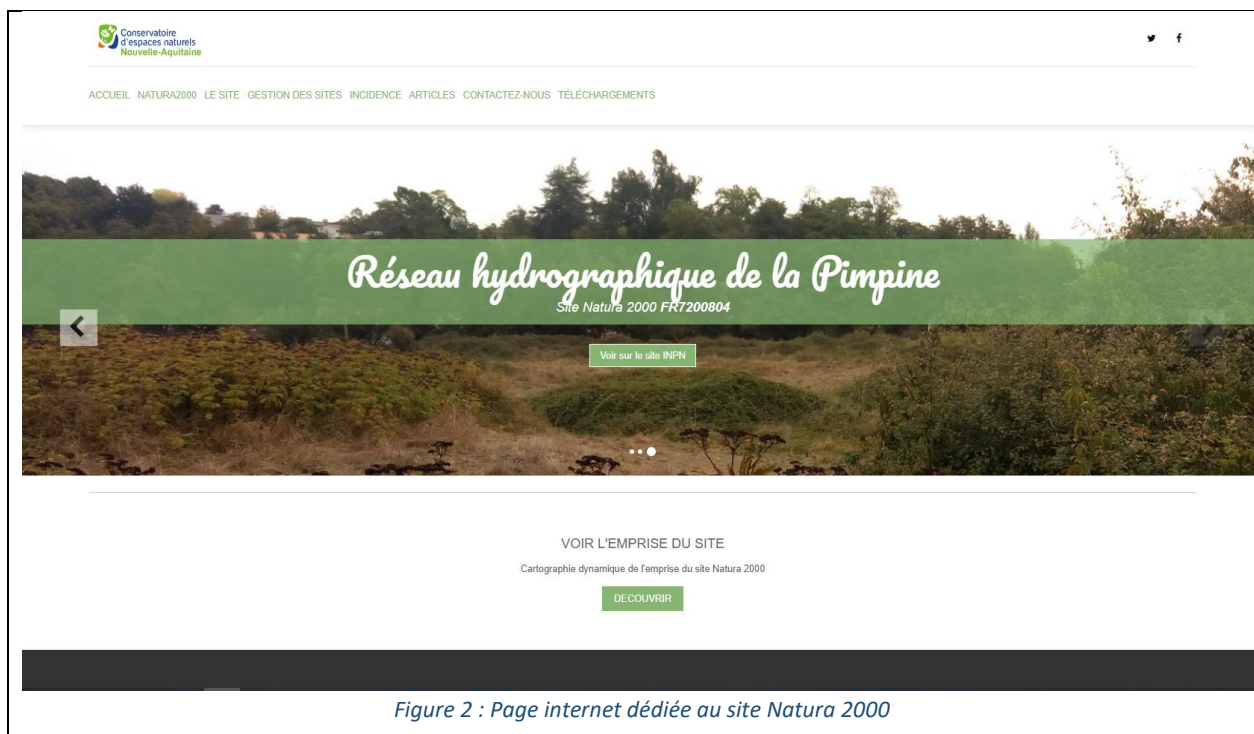 Conservatoire
d'espaces naturels
Nouvelle-Aquitaine
ACCUEIL NATURA2000 LE SITE GESTION DES SITES INCIDENCE ARTICLES CONTACTEZ-NOUS TÉLÉCHARGEMENTS
Réseau hydrographique de la Pimpine
Site Natura 2000 FR7200804
Voir sur le site INPN
VOIR L'EMPRISE DU SITE
Cartographie dynamique de l'emprise du site Natura 2000
DECOUVRIR
Figure 2 : Page internet dédiée au site Natura 2000